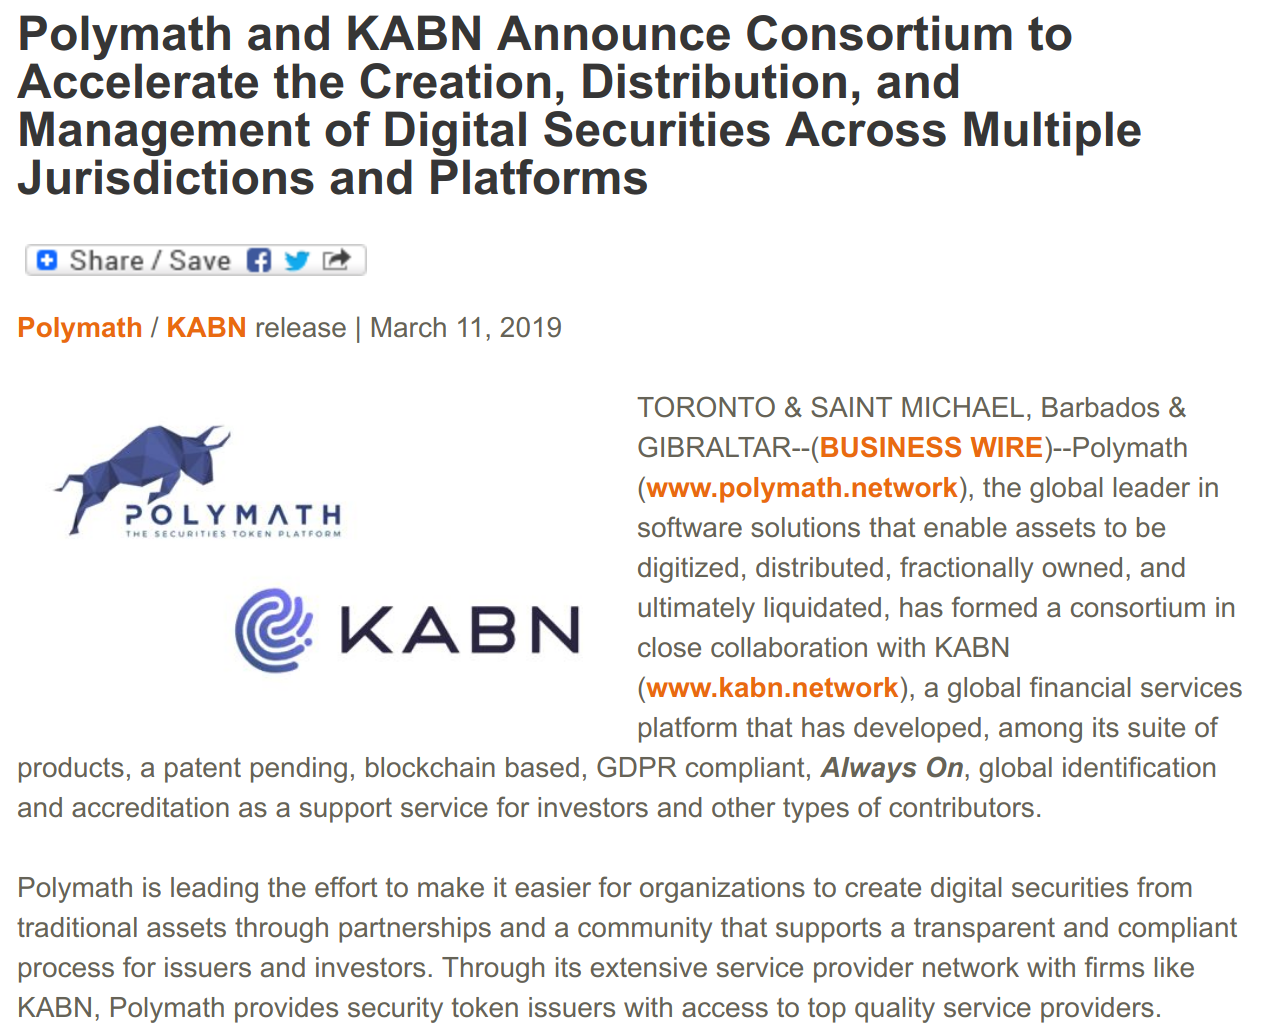 Polymath and KABN Announce Consortium to
Accelerate the Creation, Distribution, and
Management of Digital Securities Across Multiple
Jurisdictions and Platforms
Share / Save
Polymath / KABN release | March 11, 2019
POLYMATH
THE SECURITIES TOKEN PLATFORM
KABN
TORONTO & SAINT MICHAEL, Barbados &
GIBRALTAR--(BUSINESS WIRE)--Polymath
(www.polymath.network), the global leader in
software solutions that enable assets to be
digitized, distributed, fractionally owned, and
ultimately liquidated, has formed a consortium in
close collaboration with KABN
(www.kabn.network), a global financial services
platform that has developed, among its suite of
products, a patent pending, blockchain based, GDPR compliant, Always On, global identification
and accreditation as a support service for investors and other types of contributors.
Polymath is leading the effort to make it easier for organizations to create digital securities from
traditional assets through partnerships and a community that supports a transparent and compliant
process for issuers and investors. Through its extensive service provider network with firms like
KABN, Polymath provides security token issuers with access to top quality service providers.